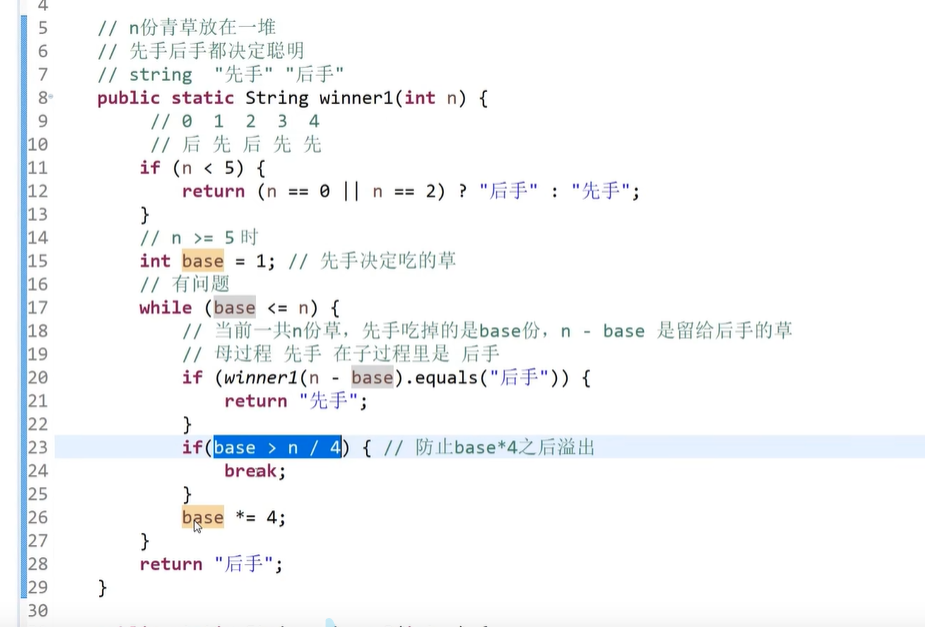 4
5 // n份青草放在一堆
6 // 先手后手都决定聪明
7 // string "先手" "后手"
8 public static String winner1(int n) {
9 // 0 1 2 3 4
10 // 后 先 后 先 先
11 if (n < 5) {
12 return (n == 0 || n == 2) ? "后手" : "先手";
13 }
14 // n >= 5 时
15 int base = 1; // 先手决定吃的草
16 // 有问题
17 while (base <= n) {
18 // 当前一共n份草，先手吃掉的是base份，n - base 是留给后手的草
19 // 母过程 先手 在子过程里是 后手
20 if (winner1(n - base).equals("后手")) {
21 return "先手";
22 }
23 if(base > n / 4) { // 防止base*4之后溢出
24 break;
25 }
26 base *= 4;
27 }
28 return "后手";
29 }
30